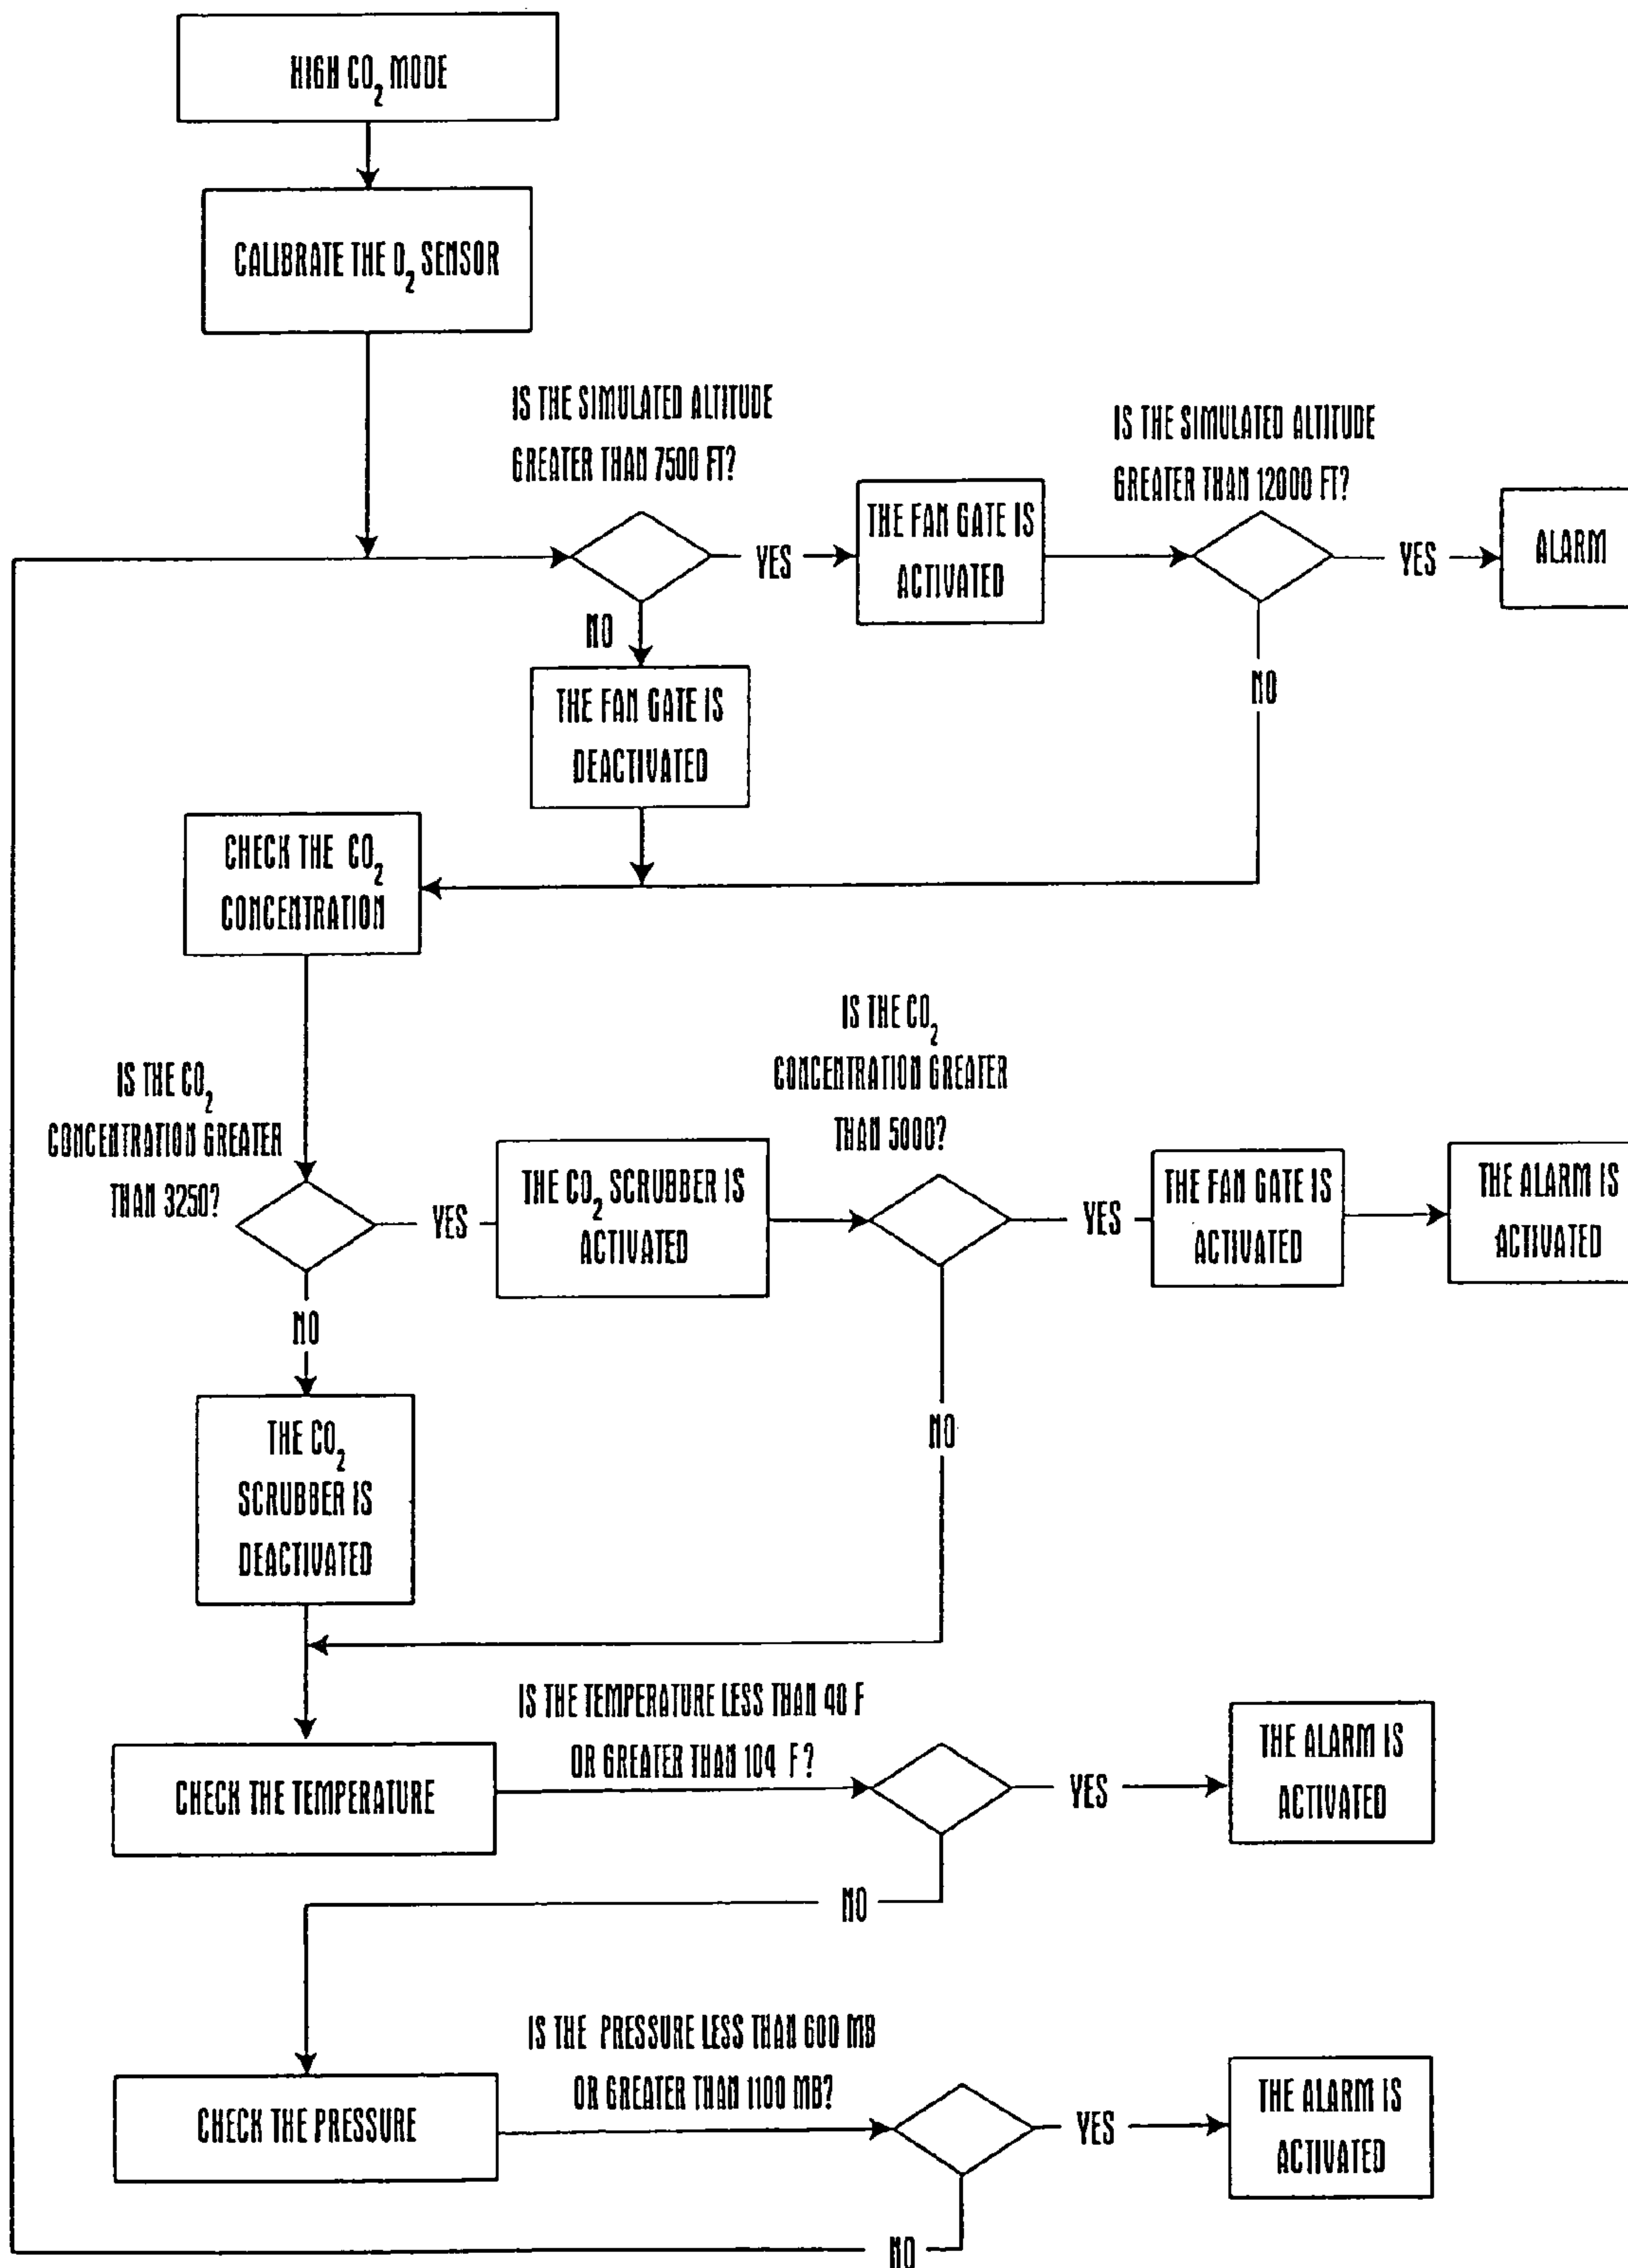 HIGH CO₂ MODE
CALIBRATE THE O₂ SENSOR
IS THE SIMULATED ALTITUDE
GREATER THAN 7500 FT?
IS THE SIMULATED ALTITUDE
GREATER THAN 12000 FT?
YES
THE FAN GATE IS
ACTIVATED
YES
ALARM
NO
THE FAN GATE IS
DEACTIVATED
NO
CHECK THE CO₂
CONCENTRATION
IS THE CO₂
CONCENTRATION GREATER
THAN 3250?
YES
THE CO₂ SCRUBBER IS
ACTIVATED
IS THE CO₂
CONCENTRATION GREATER
THAN 5000?
YES
THE FAN GATE IS
ACTIVATED
THE ALARM IS
ACTIVATED
NO
NO
THE CO₂
SCRUBBER IS
DEACTIVATED
CHECK THE TEMPERATURE
IS THE TEMPERATURE LESS THAN 40 F
OR GREATER THAN 104 F?
YES
THE ALARM IS
ACTIVATED
NO
CHECK THE PRESSURE
IS THE PRESSURE LESS THAN 600 MB
OR GREATER THAN 1100 MB?
YES
THE ALARM IS
ACTIVATED
NO